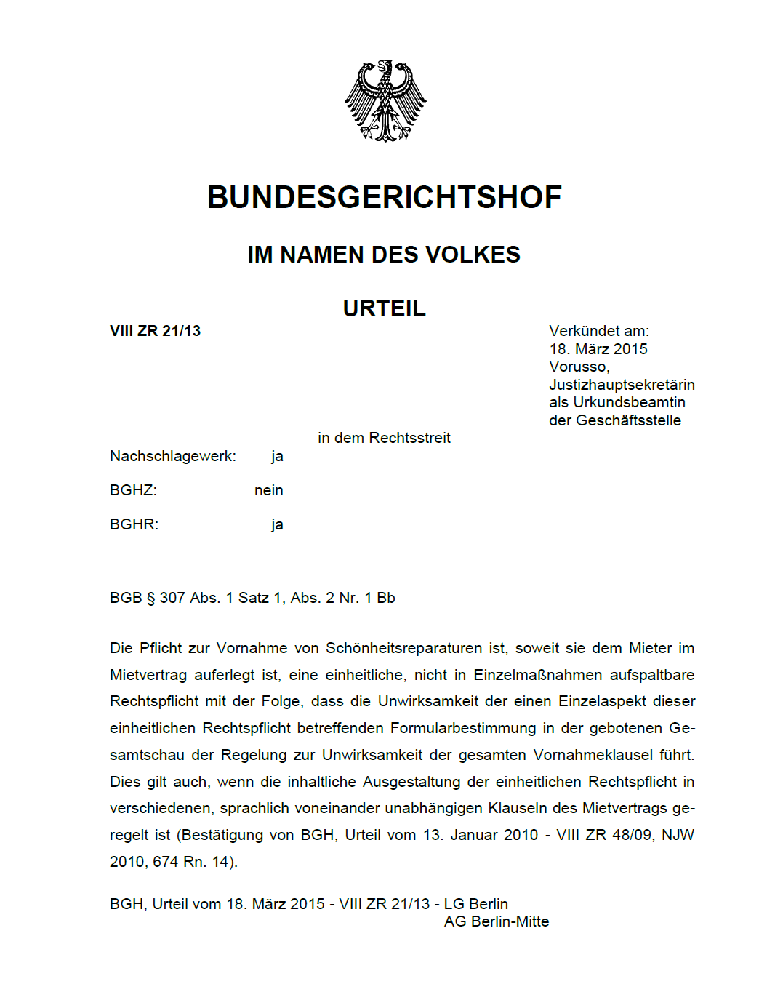 BUNDESGERICHTSHOF
IM NAMEN DES VOLKES
URTEIL
VIII ZR 21/13
Verkündet am:
18. März 2015
Vorusso,
Justizhauptsekretärin
als Urkundsbeamtin
der Geschäftsstelle
in dem Rechtsstreit
Nachschlagewerk: ja
BGHZ: nein
BGHR: ja
BGB § 307 Abs. 1 Satz 1, Abs. 2 Nr. 1 Bb
Die Pflicht zur Vornahme von Schönheitsreparaturen ist, soweit sie dem Mieter im
Mietvertrag auferlegt ist, eine einheitliche, nicht in Einzelmaßnahmen aufspaltbare
Rechtspflicht mit der Folge, dass die Unwirksamkeit der einen Einzelaspekt dieser
einheitlichen Rechtspflicht betreffenden Formularbestimmung in der gebotenen Ge-
samtschau der Regelung zur Unwirksamkeit der gesamten Vornahmeklausel führt.
Dies gilt auch, wenn die inhaltliche Ausgestaltung der einheitlichen Rechtspflicht in
verschiedenen, sprachlich voneinander unabhängigen Klauseln des Mietvertrags ge-
regelt ist (Bestätigung von BGH, Urteil vom 13. Januar 2010 - VIII ZR 48/09, NJW
2010, 674 Rn. 14).
BGH, Urteil vom 18. März 2015 - VIII ZR 21/13 - LG Berlin
AG Berlin-Mitte